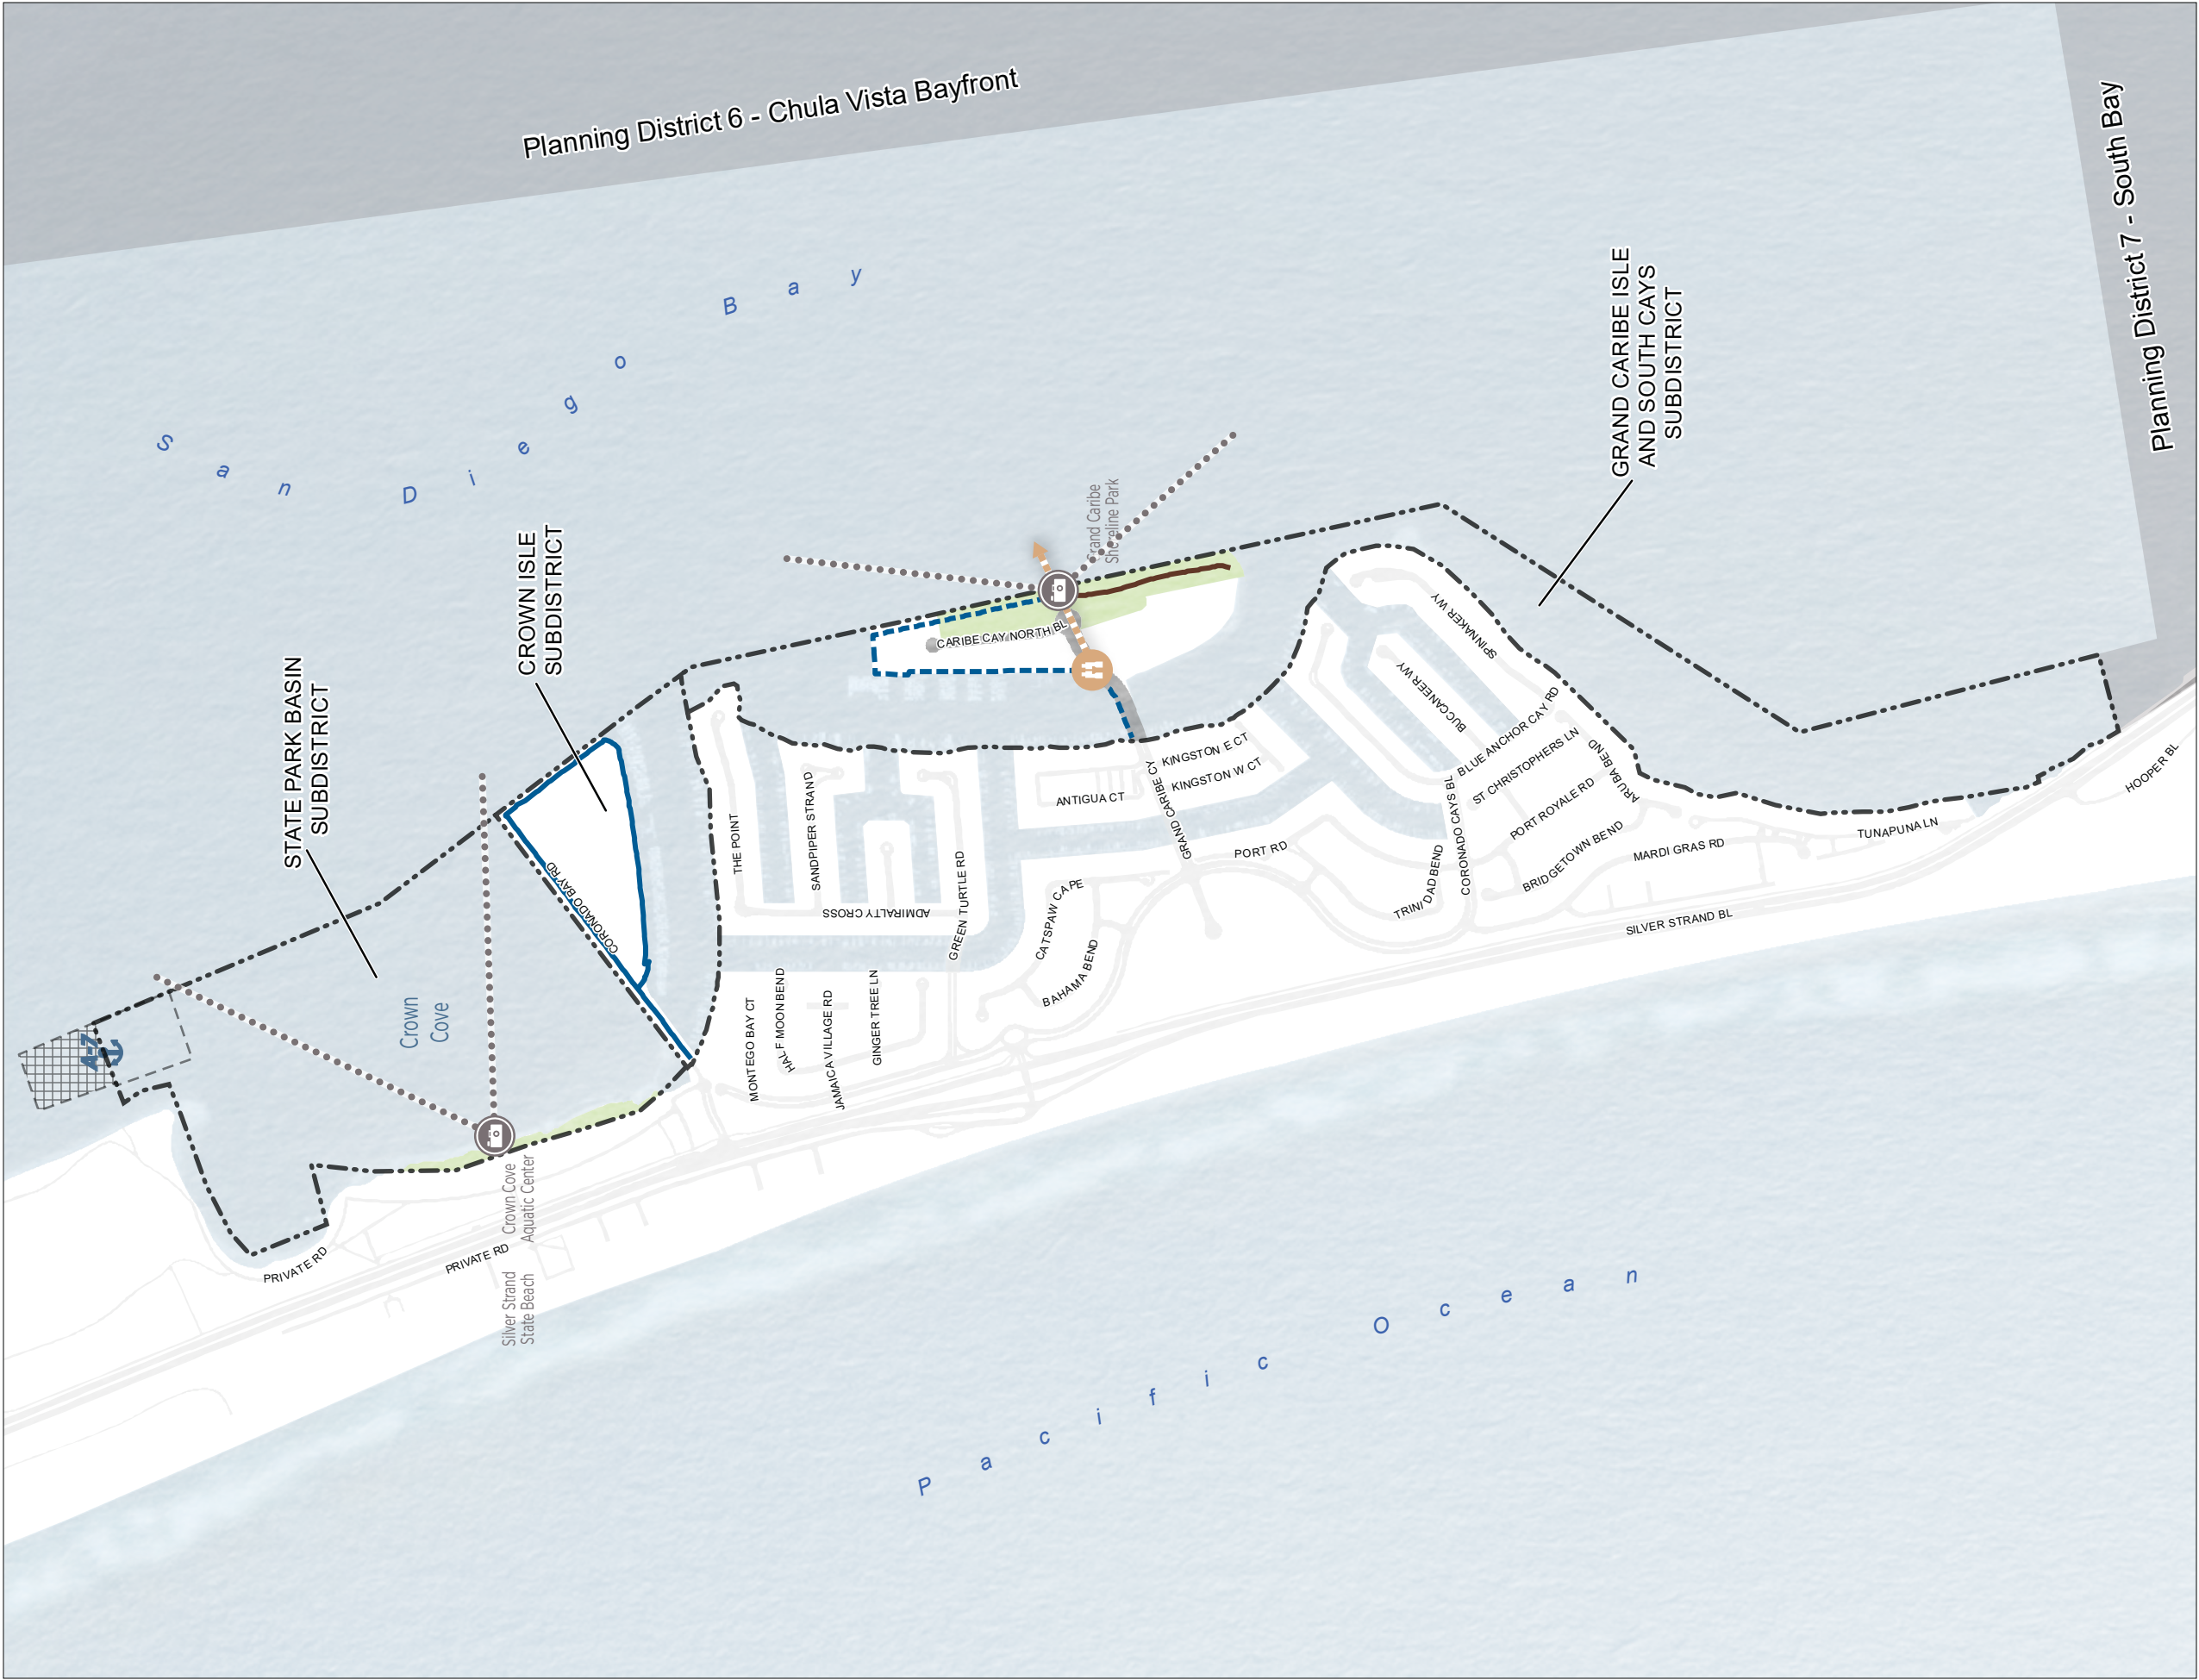 Planning District 6 - Chula Vista Bayfront
Planning District 7 - South Bay
San Diego Bay
GRAND CARIBE ISLE
AND SOUTH CAYS
SUBDISTRICT
CROWN ISLE
SUBDISTRICT
STATE PARK BASIN
SUBDISTRICT
Grand Caribe
Shoreline Park
CARIBE CAY NORTH BL
SPINNAKER WY
BUCCANEER WY
BLUE ANCHOR CAY RD
ST CHRISTOPHERS LN
ARUBA BEND
PORT ROYALE RD
BRIDGETOWN BEND
CORONADO CAYS BL
TRINIDAD BEND
MARDI GRAS RD
TUNAPUNA LN
HOOPER BL
SILVER STRAND BL
KINGSTON E CT
KINGSTON W CT
ANTIGUA CT
GRAND CARIBE CY
PORT RD
THE POINT
SANDPIPER STRAND
ADMIRALTY CROSS
GREEN TURTLE RD
CATSPAW CAPE
BAHAMA BEND
CORONADO BAY RD
MONTEGO BAY CT
HALF MOON BEND
JAMAICA VILLAGE RD
GINGER TREE LN
Crown
Cove
A-Z
Crown Cove
Aquatic Center
Silver Strand
State Beach
PRIVATE RD
PRIVATE RD
Pacific Ocean